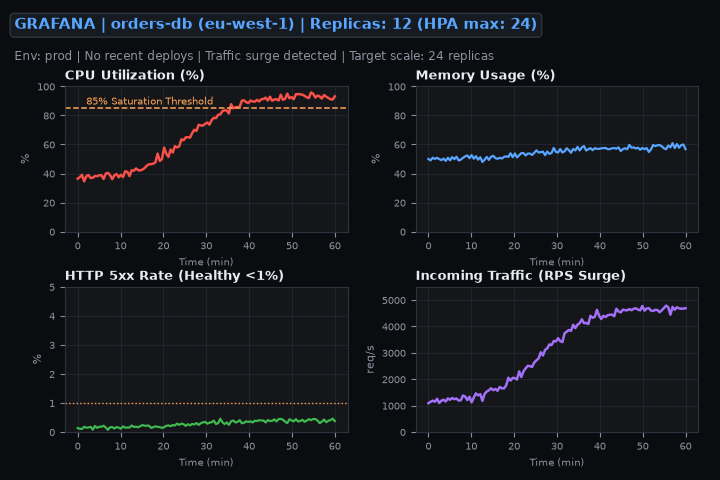 GRAFANA | orders-db (eu-west-1) | Replicas: 12 (HPA max: 24)
Env: prod | No recent deploys | Traffic surge detected | Target scale: 24 replicas
CPU Utilization (%)
100
80
60
40
20
0
%
85% Saturation Threshold
0 10 20 30 40 50 60
Time (min)
Memory Usage (%)
100
80
60
40
20
0
%
0 10 20 30 40 50 60
Time (min)
HTTP 5xx Rate (Healthy <1%)
5
4
3
2
1
0
%
0 10 20 30 40 50 60
Time (min)
Incoming Traffic (RPS Surge)
5000
4000
3000
2000
1000
0
req/s
0 10 20 30 40 50 60
Time (min)